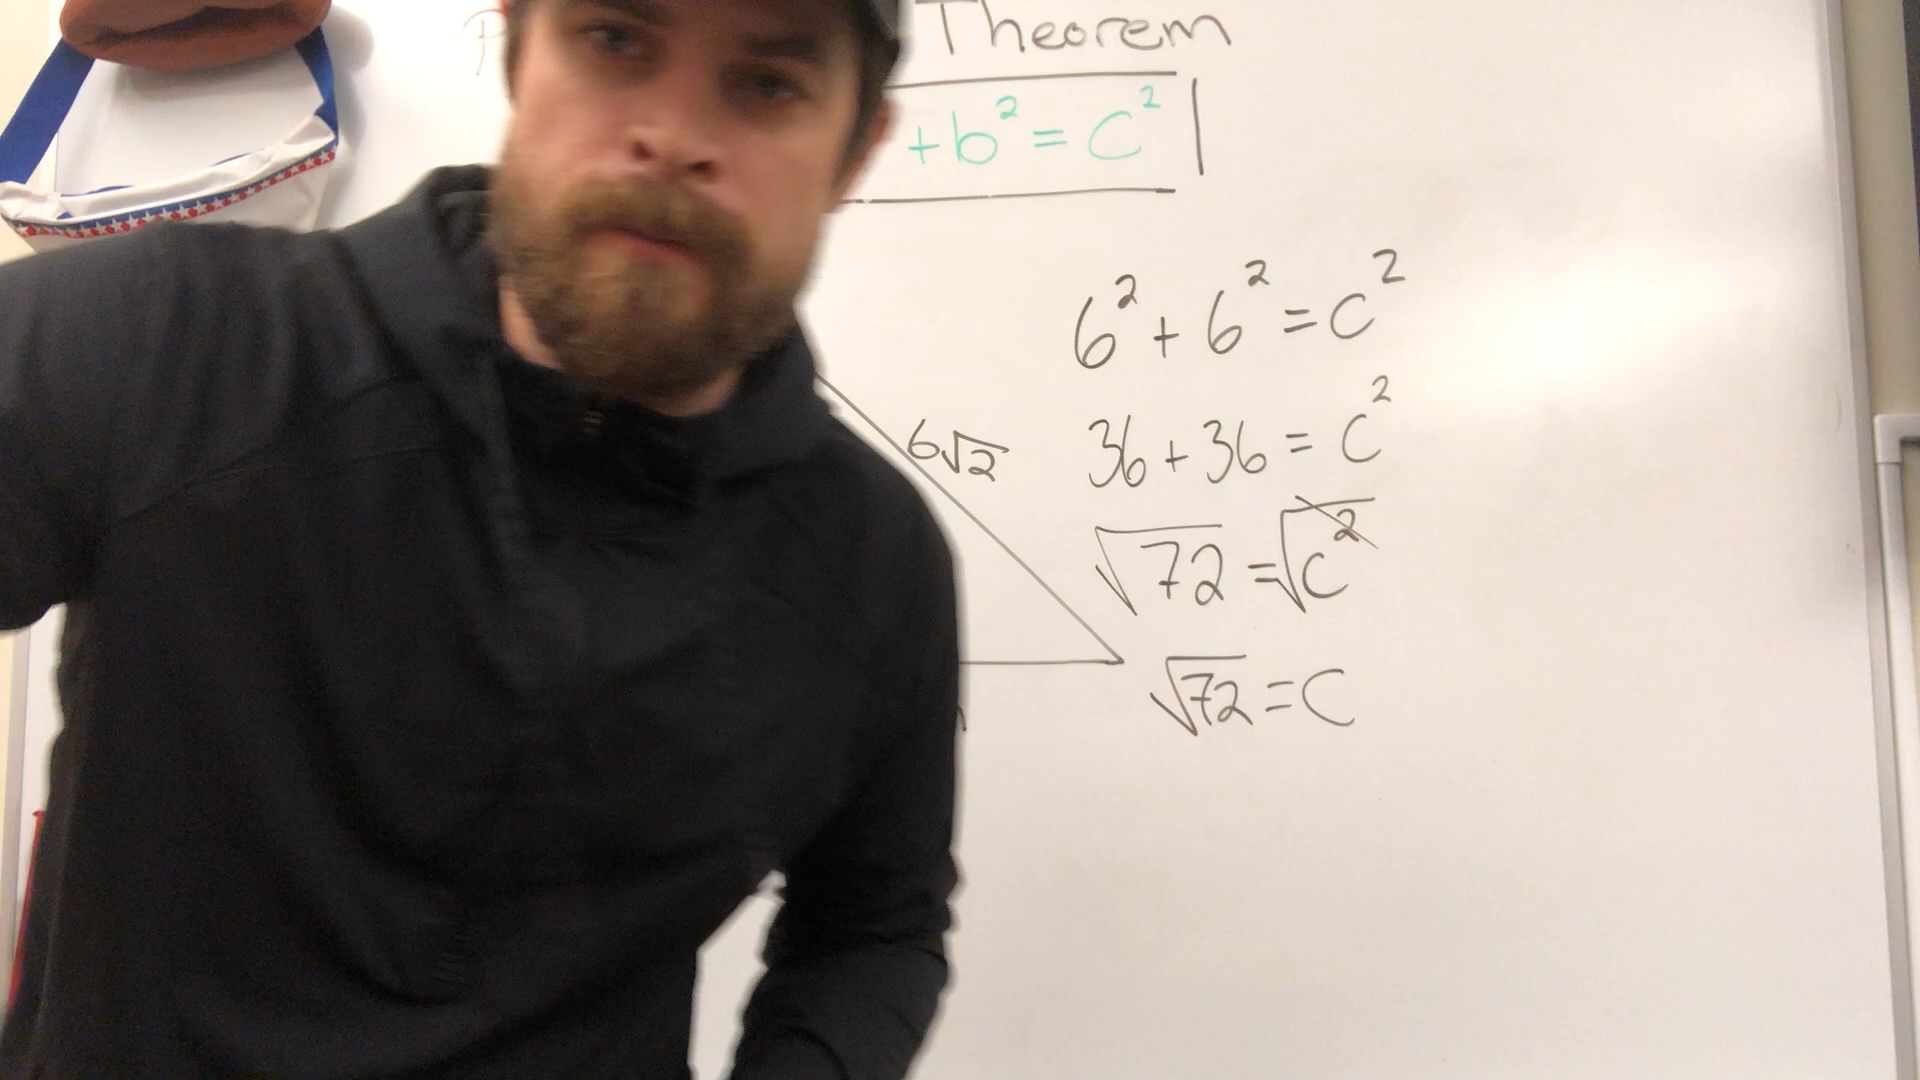 Theorem
+b² = C²
6² + 6² = C²
6√2
36 + 36 = C²
√72 = √C²
√72 = C